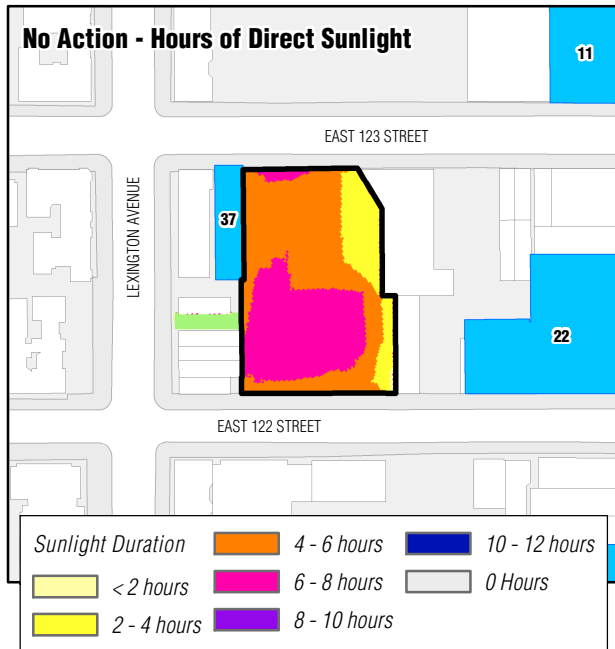 No Action - Hours of Direct Sunlight
11
EAST 123 STREET
LEXINGTON AVENUE
37
22
EAST 122 STREET
Sunlight Duration
< 2 hours
2 - 4 hours
4 - 6 hours
6 - 8 hours
8 - 10 hours
10 - 12 hours
0 Hours